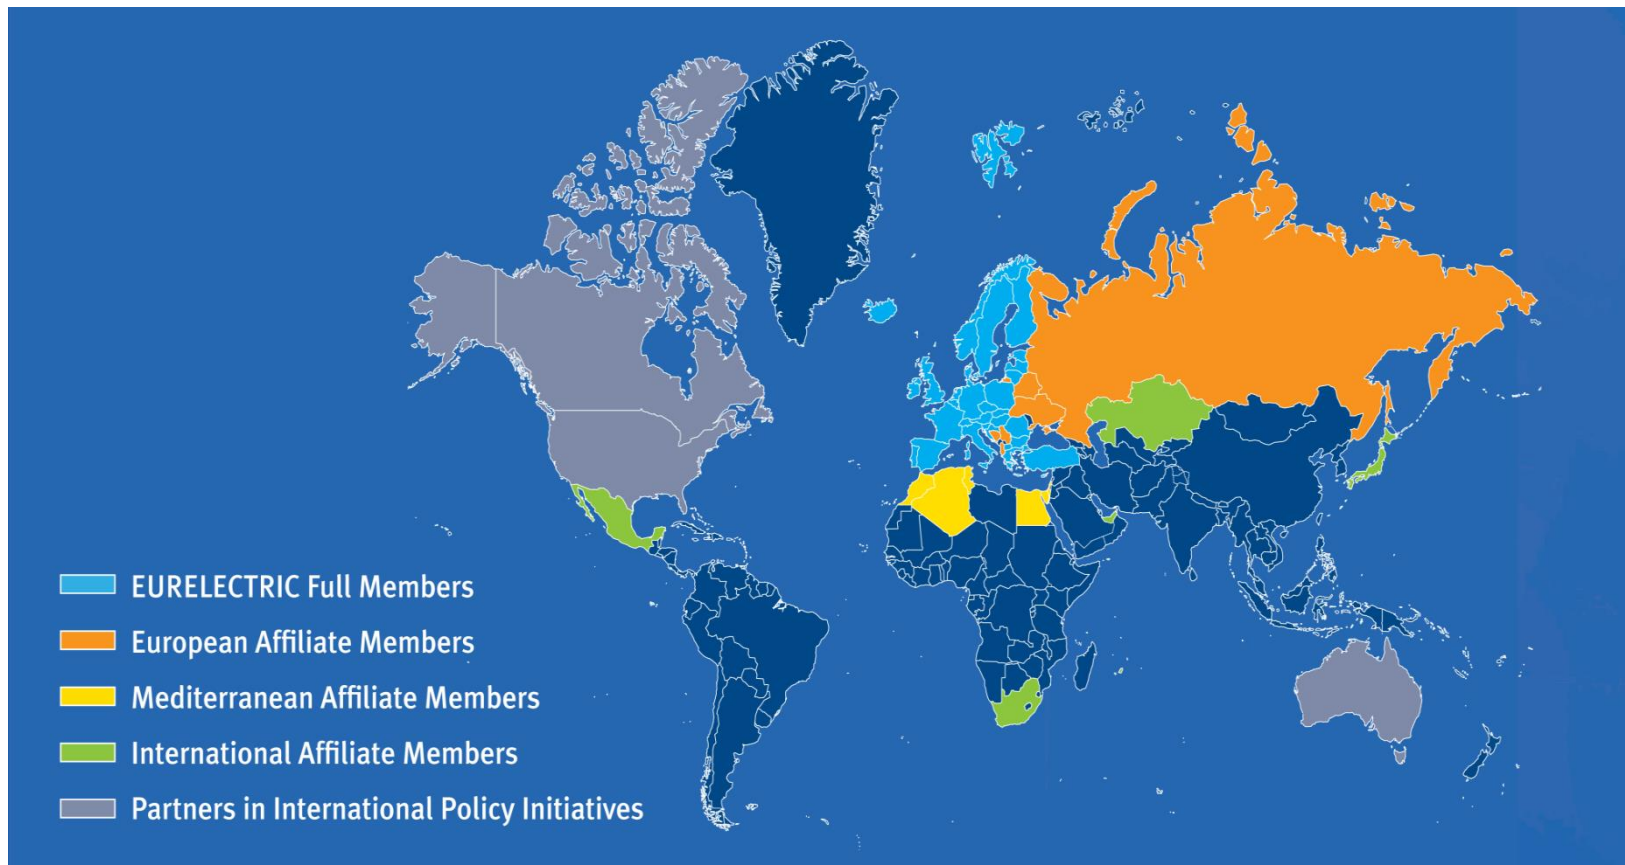 EURELECTRIC Full Members
European Affiliate Members
Mediterranean Affiliate Members
International Affiliate Members
Partners in International Policy Initiatives